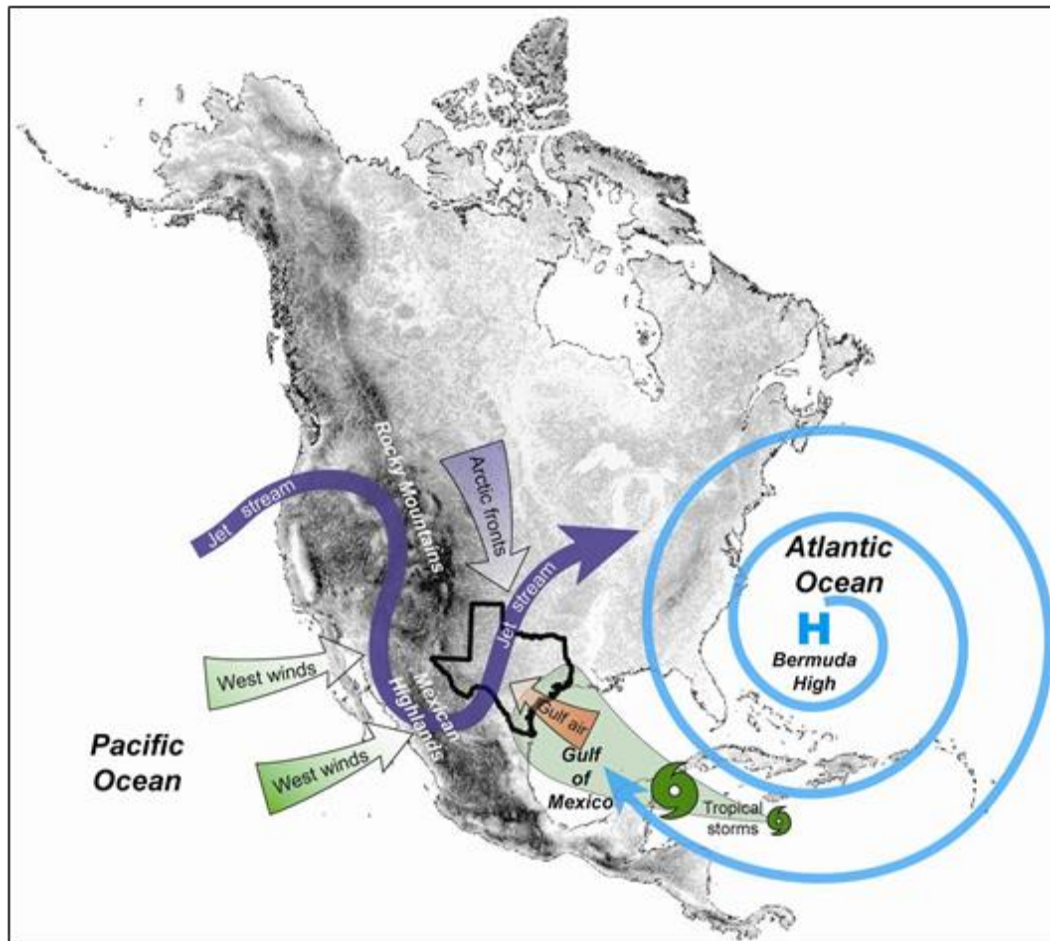 Rocky Mountains
Arctic fronts
Jet stream
Jet stream
Atlantic
Ocean
H
Bermuda
High
West winds
Mexican
Highlands
Gulf air
Pacific
Ocean
West winds
Gulf
of
Mexico
Tropical
storms